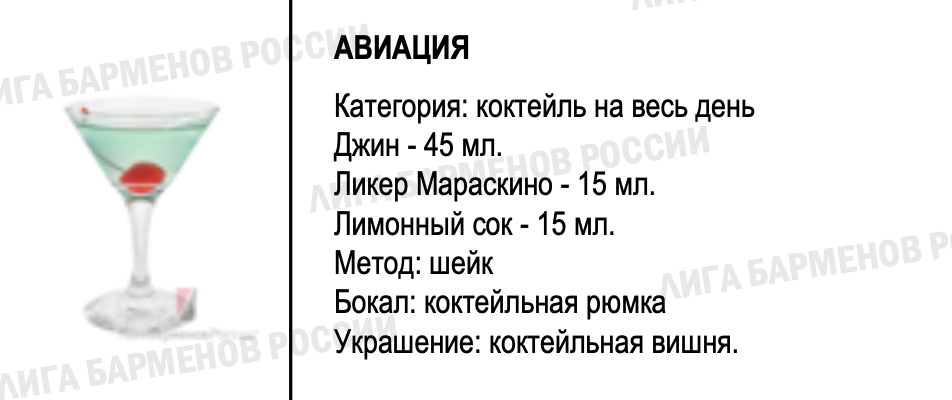 АВИАЦИЯ
Категория: коктейль на весь день
Джин - 45 мл.
Ликер Мараскино - 15 мл.
Лимонный сок - 15 мл.
Метод: шейк
Бокал: коктейльная рюмка
Украшение: коктейльная вишня.
ЛИГА БАРМЕНОВ РОССИИ
ЛИГА БАРМЕНОВ РОССИИ
ЛИГА БАРМЕНОВ РО
ЛИГА БАРМЕНОВ РОССИИ